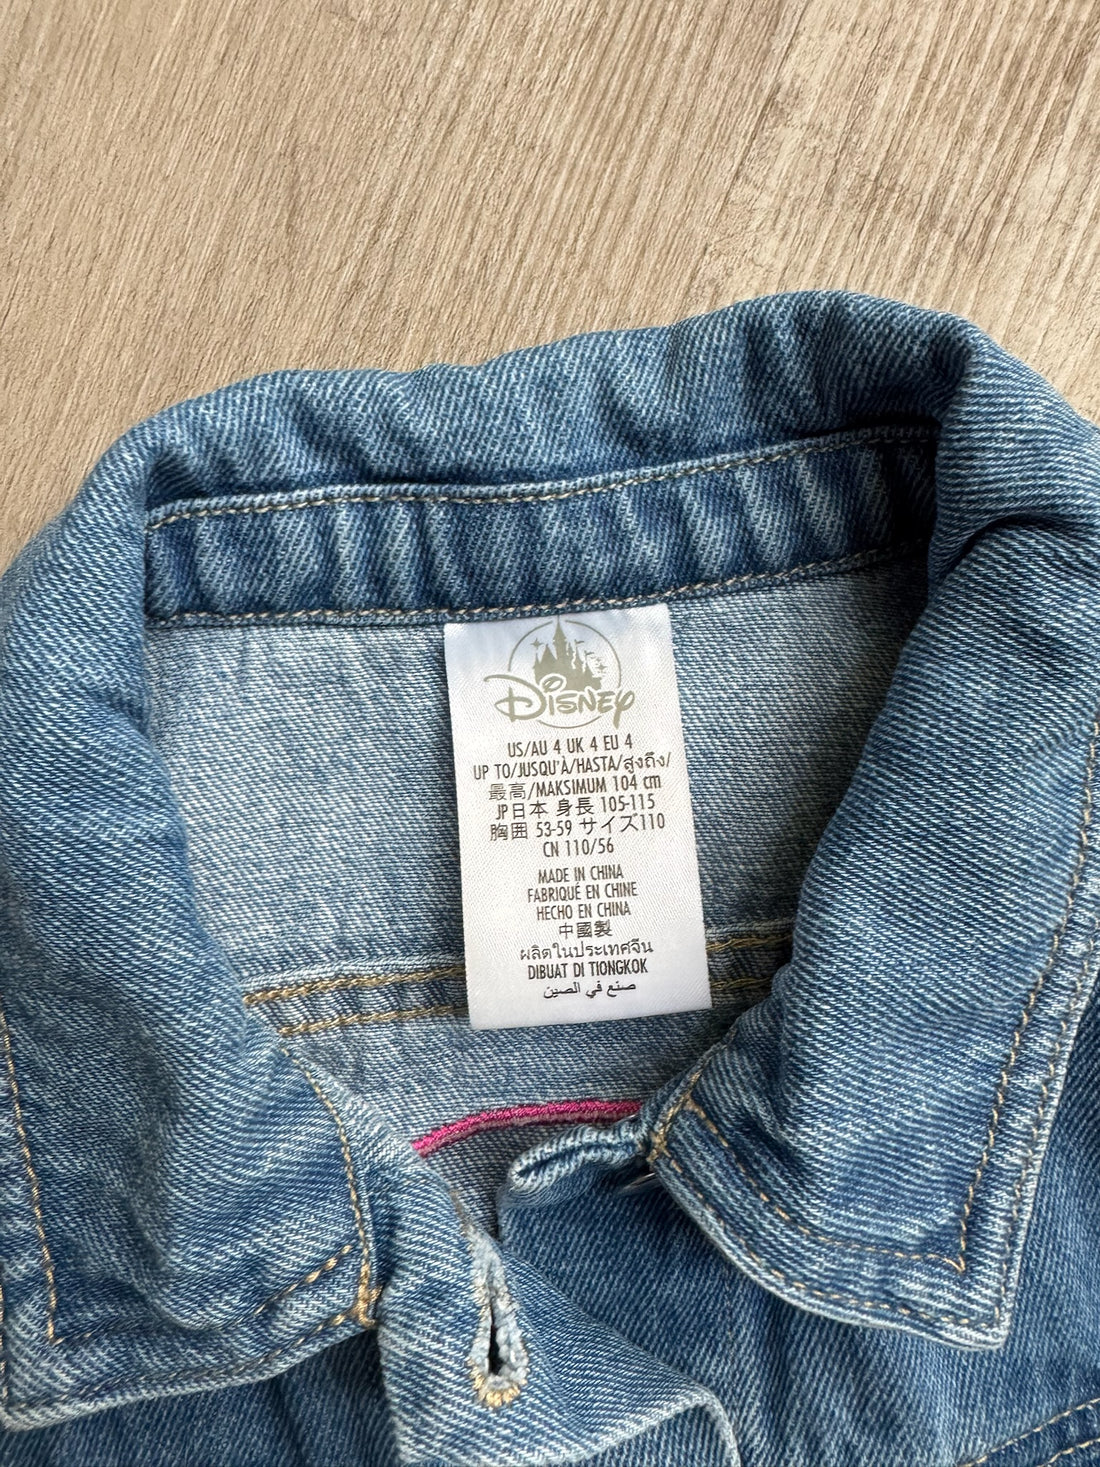 Disney
US/AU 4 UK 4 EU 4
UP TO/JUSQU'À/HASTA/สูงถึง/
最高/MAKSIMUM 104 cm
JP日本 身長 105-115
胸囲 53-59 サイズ110
CN 110/56
MADE IN CHINA
FABRIQUÉ EN CHINE
HECHO EN CHINA
中國製
ผลิตในประเทศจีน
DIBUAT DI TIONGKOK
صنع في الصين